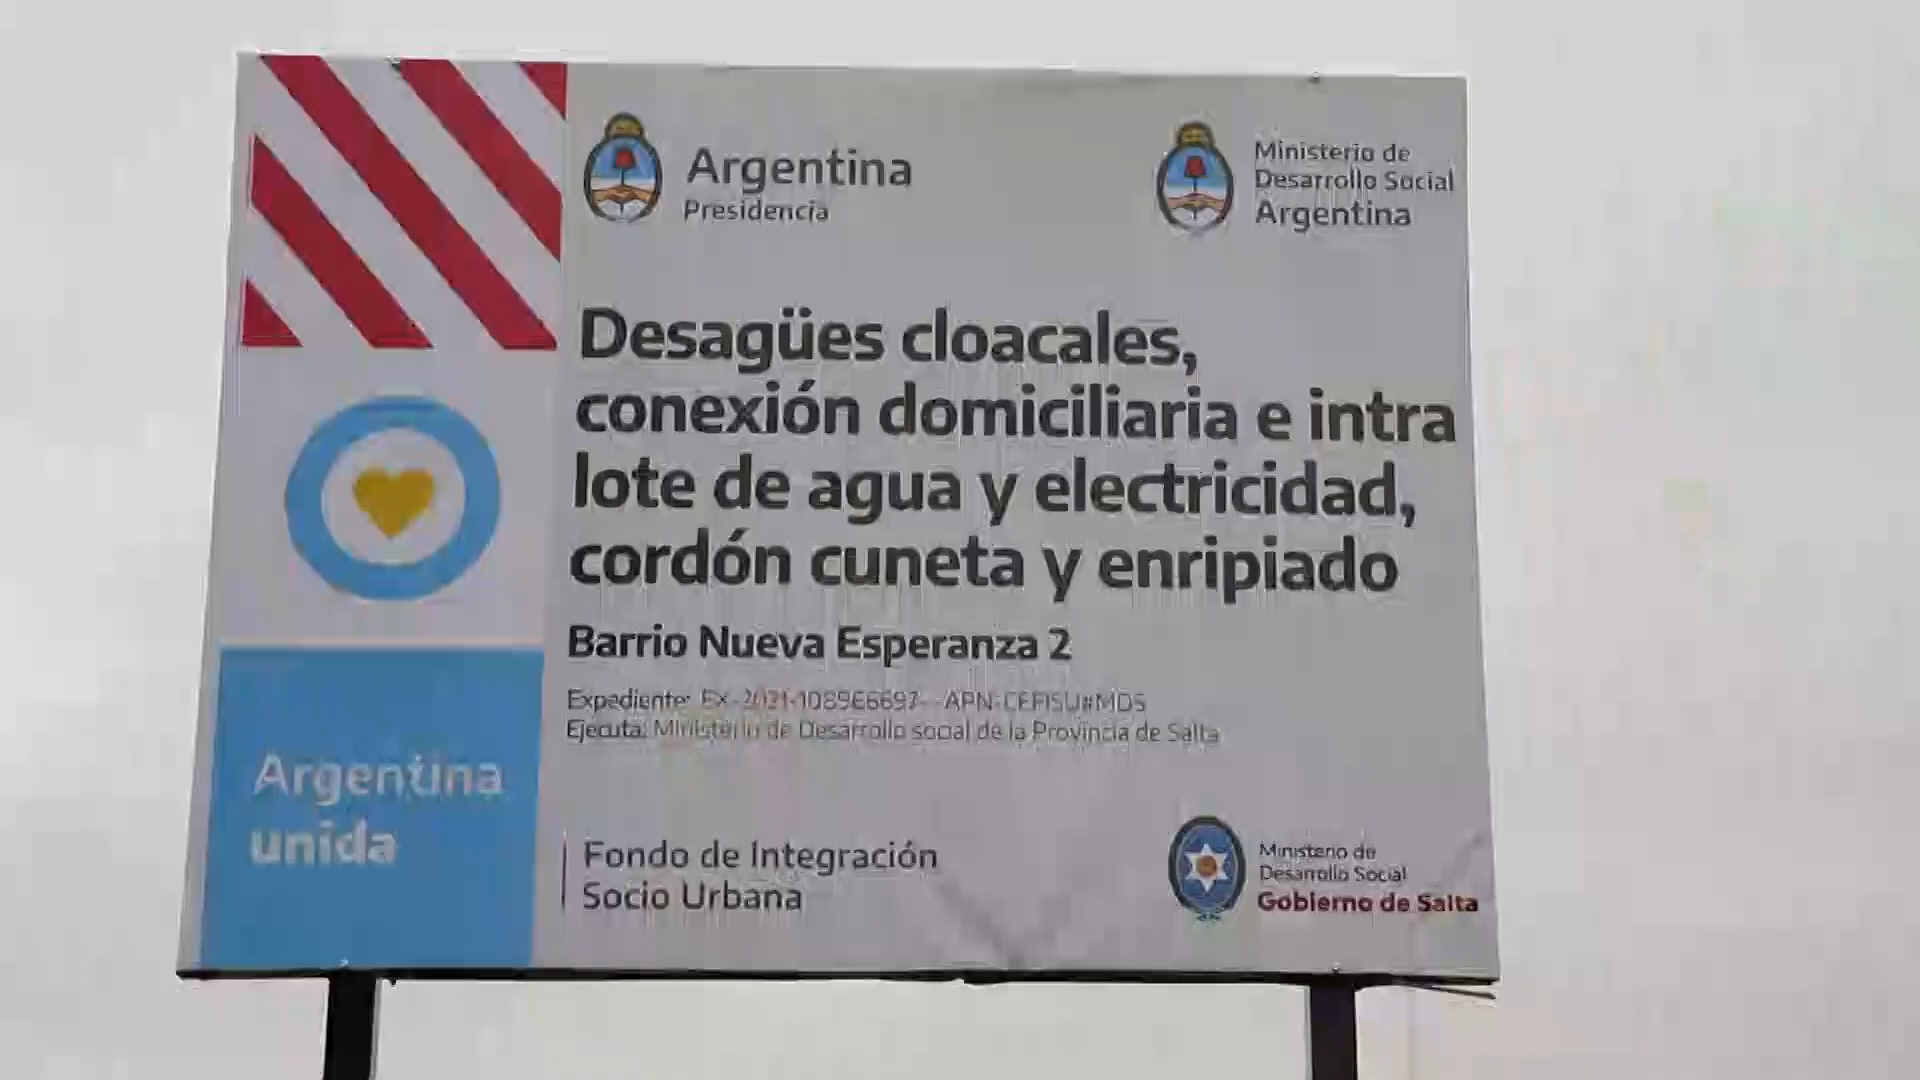 Argentina
Presidencia
Ministerio de
Desarrollo Social
Argentina
Desagües cloacales,
conexión domiciliaria e intra
lote de agua y electricidad,
cordón cuneta y enripiado
Barrio Nueva Esperanza 2
Expediente:
Ejecuta: Ministerio de Desarrollo social de la Provincia de Salta
Argentina
unida
Fondo de Integración
Socio Urbana
Ministerio de
Desarrollo Social
Gobierno de Salta